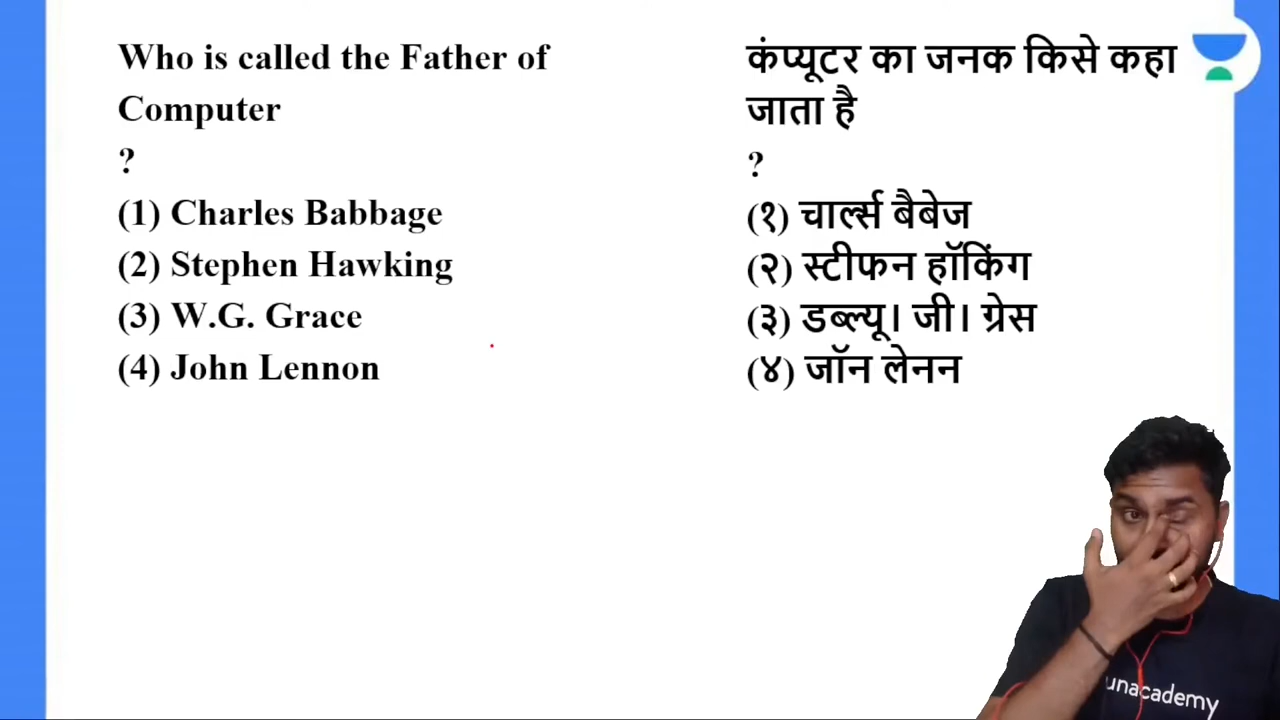 Who is called the Father of
Computer
?
(1) Charles Babbage
(2) Stephen Hawking
(3) W.G. Grace
(4) John Lennon
कंप्यूटर का जनक किसे कहा
जाता है
?
(१) चार्ल्स बैबेज
(२) स्टीफन हॉकिंग
(३) डब्ल्यू। जी। ग्रेस
(४) जॉन लेनन
unacademy